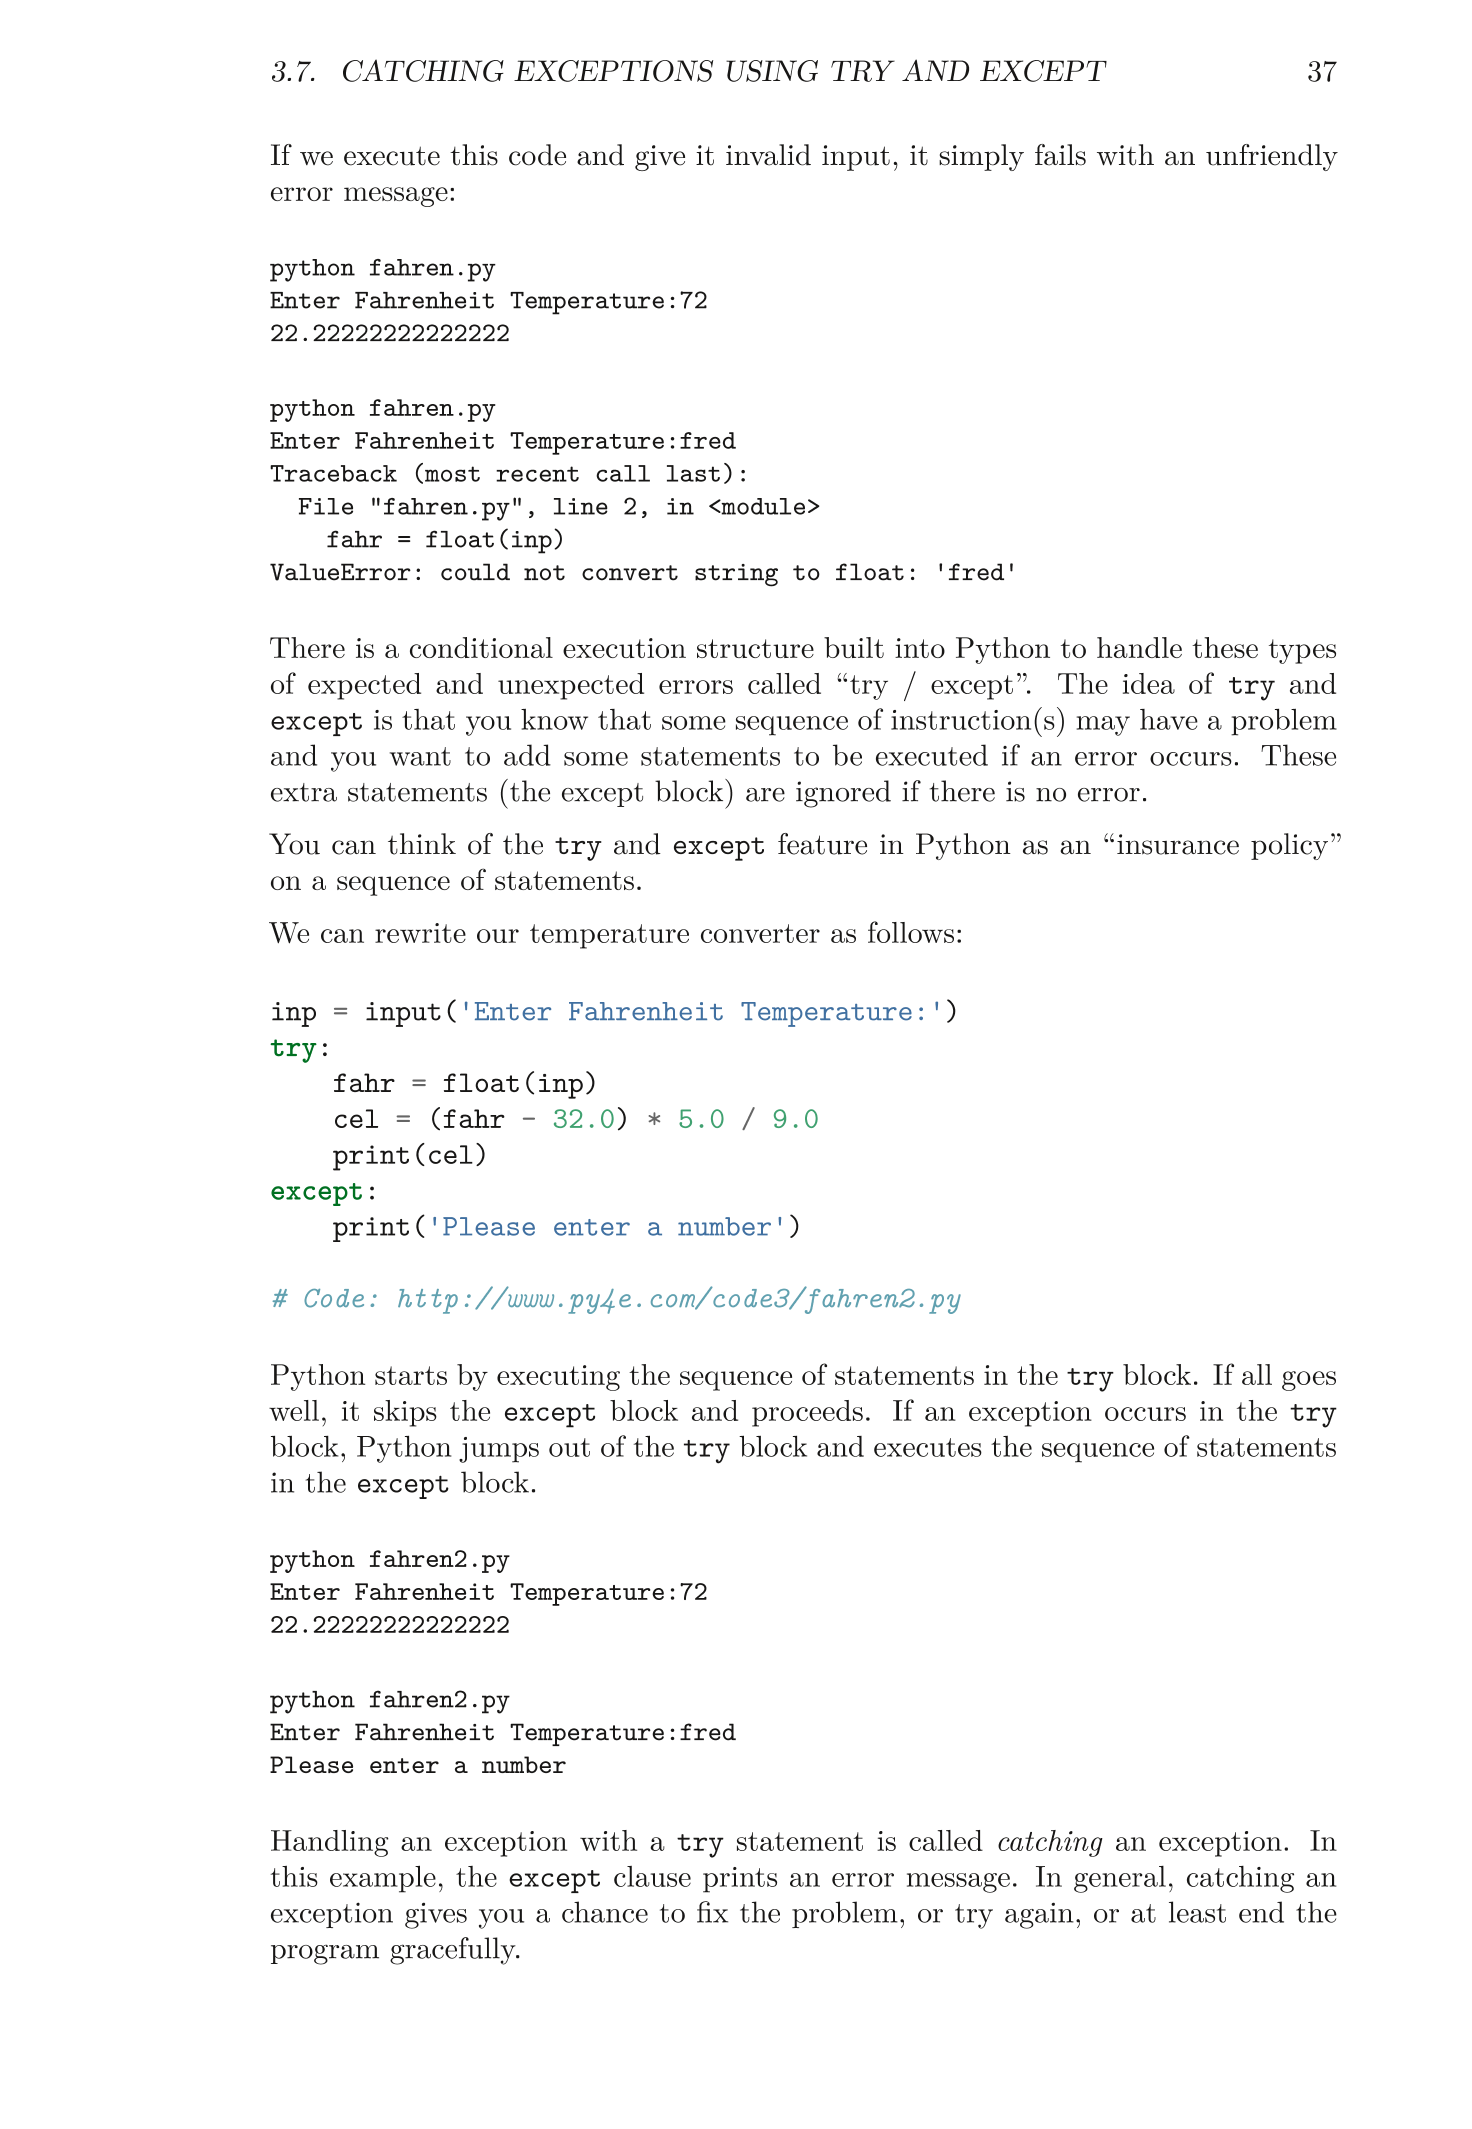 3.7. CATCHING EXCEPTIONS USING TRY AND EXCEPT 37
If we execute this code and give it invalid input, it simply fails with an unfriendly
error message:
python fahren.py
Enter Fahrenheit Temperature:72
22.22222222222222
python fahren.py
Enter Fahrenheit Temperature:fred
Traceback (most recent call last):
  File "fahren.py", line 2, in <module>
    fahr = float(inp)
ValueError: could not convert string to float: 'fred'
There is a conditional execution structure built into Python to handle these types
of expected and unexpected errors called “try / except”. The idea of try and
except is that you know that some sequence of instruction(s) may have a problem
and you want to add some statements to be executed if an error occurs. These
extra statements (the except block) are ignored if there is no error.
You can think of the try and except feature in Python as an “insurance policy”
on a sequence of statements.
We can rewrite our temperature converter as follows:
inp = input('Enter Fahrenheit Temperature:')
try:
    fahr = float(inp)
    cel = (fahr - 32.0) * 5.0 / 9.0
    print(cel)
except:
    print('Please enter a number')
# Code: http://www.py4e.com/code3/fahren2.py
Python starts by executing the sequence of statements in the try block. If all goes
well, it skips the except block and proceeds. If an exception occurs in the try
block, Python jumps out of the try block and executes the sequence of statements
in the except block.
python fahren2.py
Enter Fahrenheit Temperature:72
22.22222222222222
python fahren2.py
Enter Fahrenheit Temperature:fred
Please enter a number
Handling an exception with a try statement is called catching an exception. In
this example, the except clause prints an error message. In general, catching an
exception gives you a chance to fix the problem, or try again, or at least end the
program gracefully.